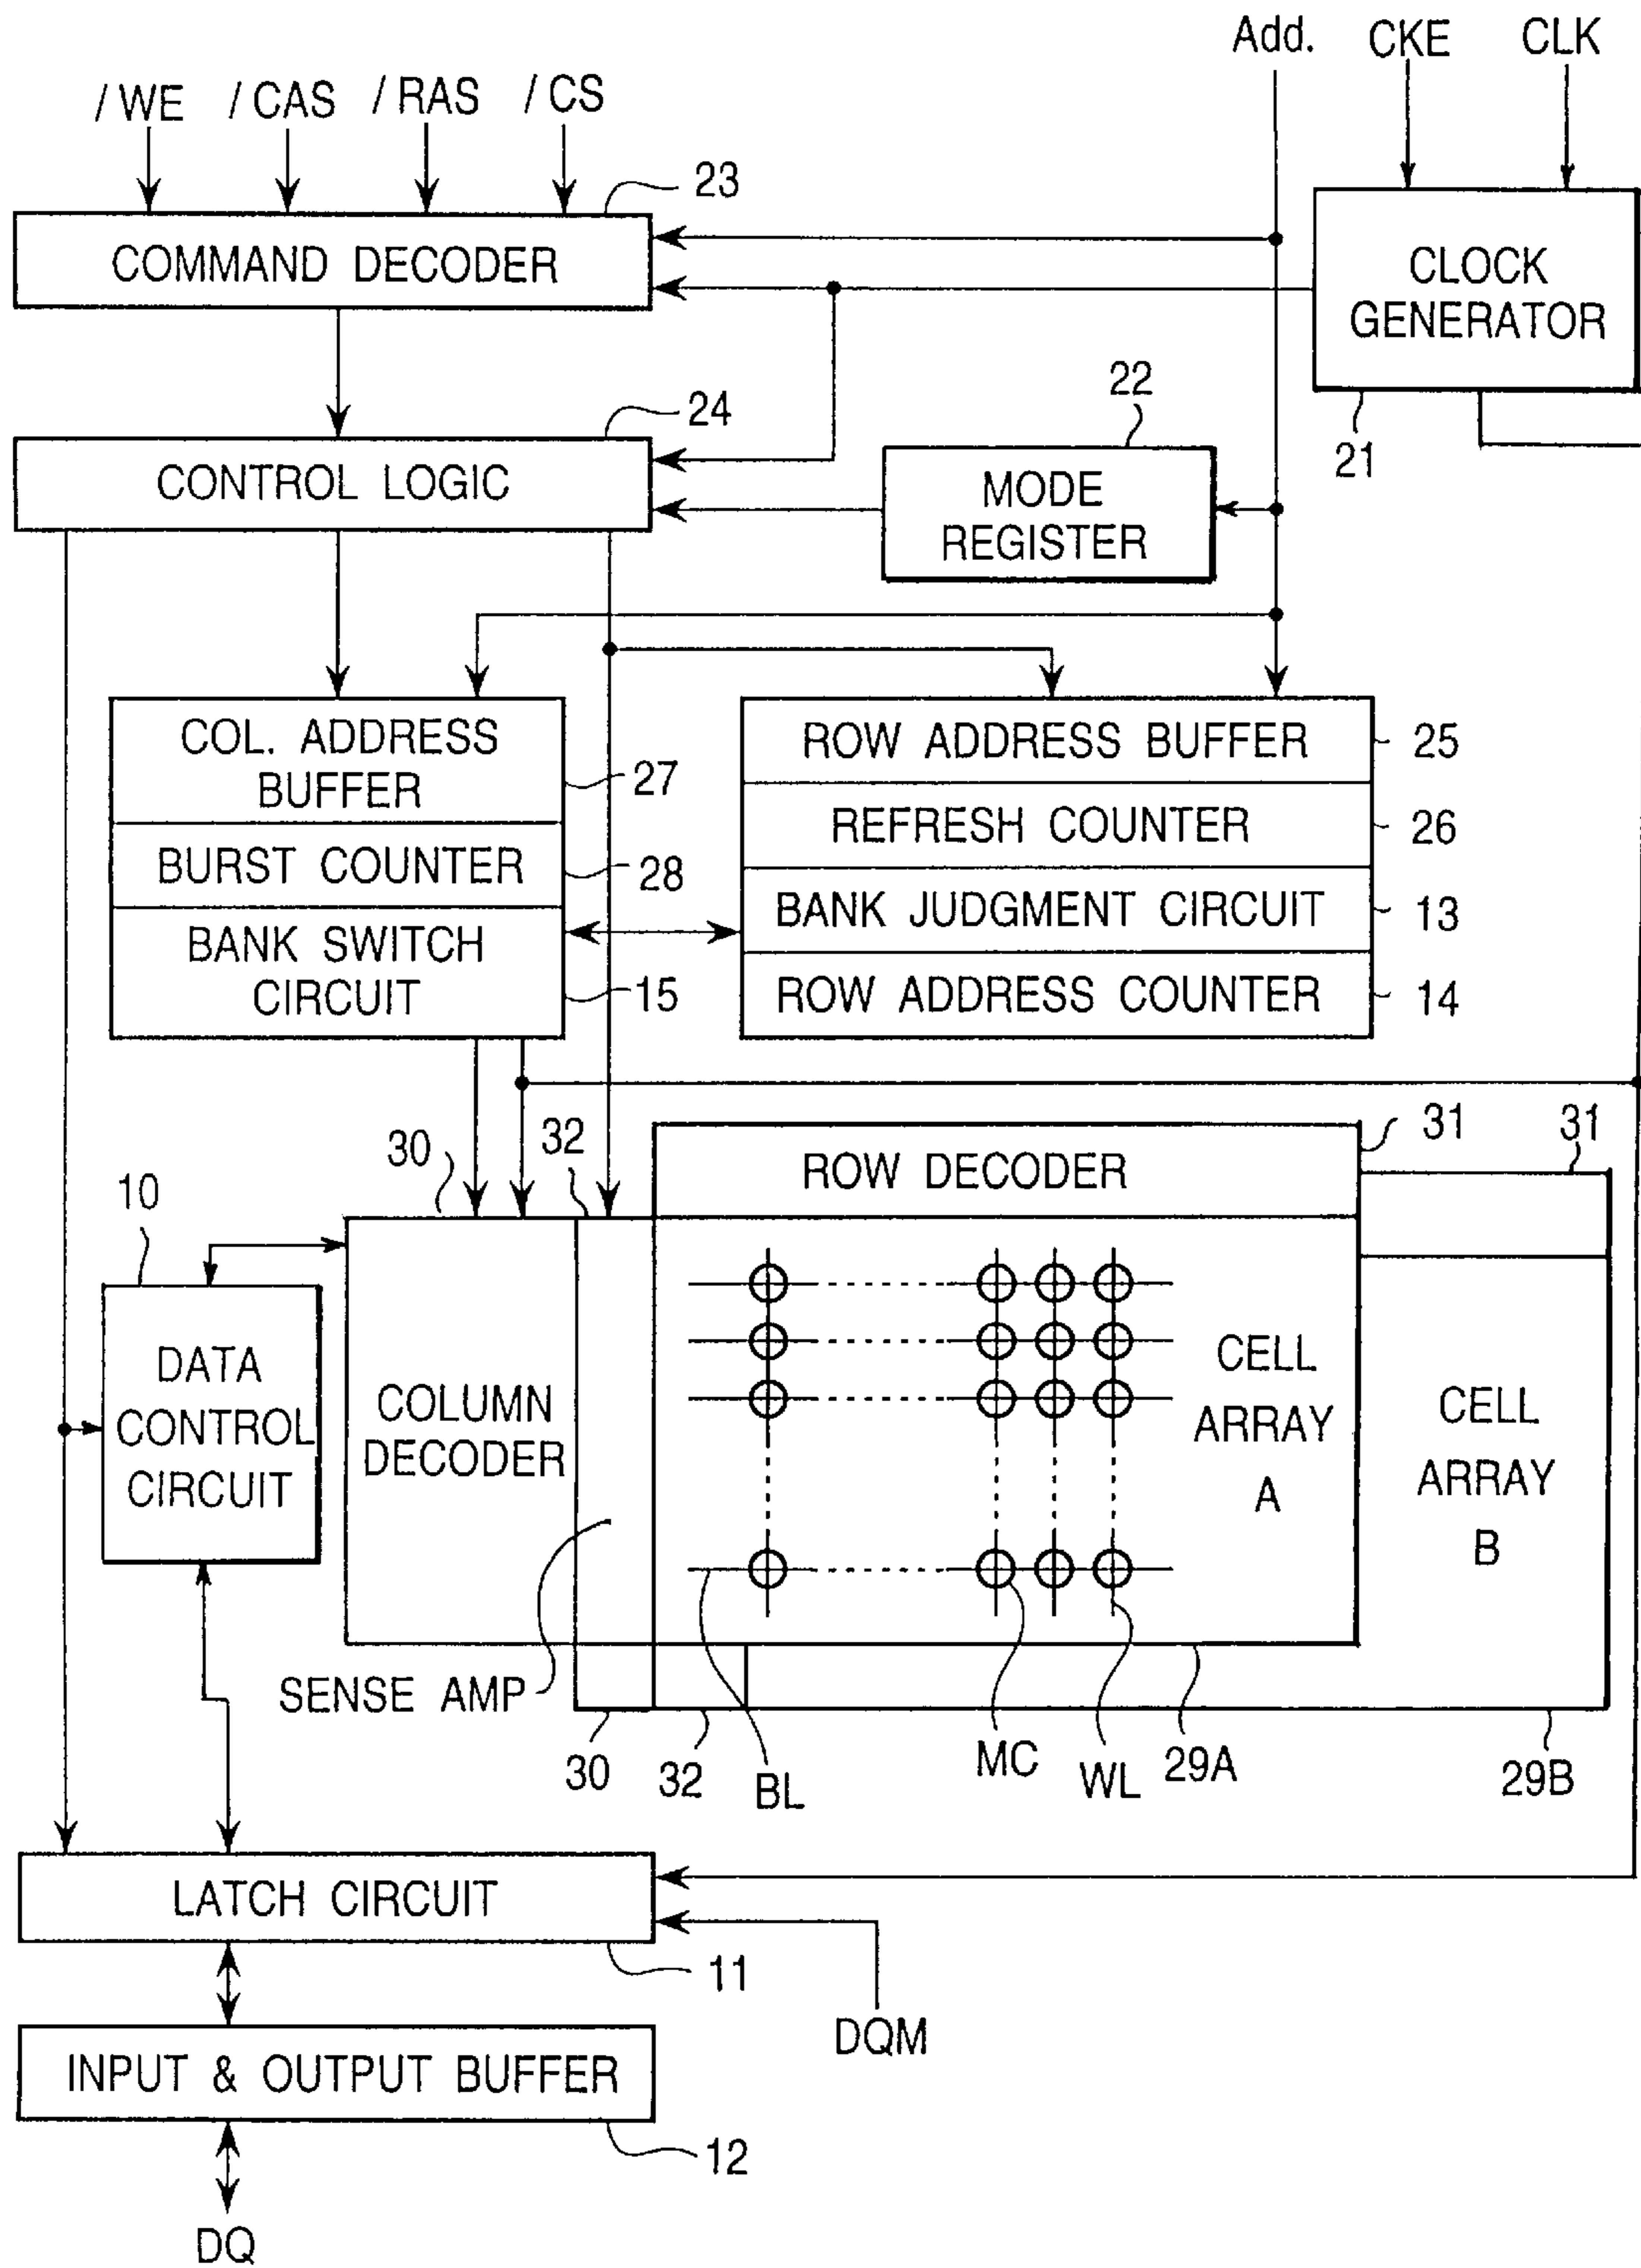 Add. CKE CLK
/ WE / CAS / RAS / CS
23
COMMAND DECODER
CLOCK
GENERATOR
21
24
CONTROL LOGIC
22
MODE
REGISTER
COL. ADDRESS
BUFFER
27
BURST COUNTER
28
BANK SWITCH
CIRCUIT
15
ROW ADDRESS BUFFER
25
REFRESH COUNTER
26
BANK JUDGMENT CIRCUIT
13
ROW ADDRESS COUNTER
14
30
32
ROW DECODER
31
31
10
DATA
CONTROL
CIRCUIT
COLUMN
DECODER
CELL
ARRAY
A
CELL
ARRAY
B
SENSE AMP
30
32
BL
MC
WL
29A
29B
LATCH CIRCUIT
11
DQM
INPUT & OUTPUT BUFFER
12
DQ